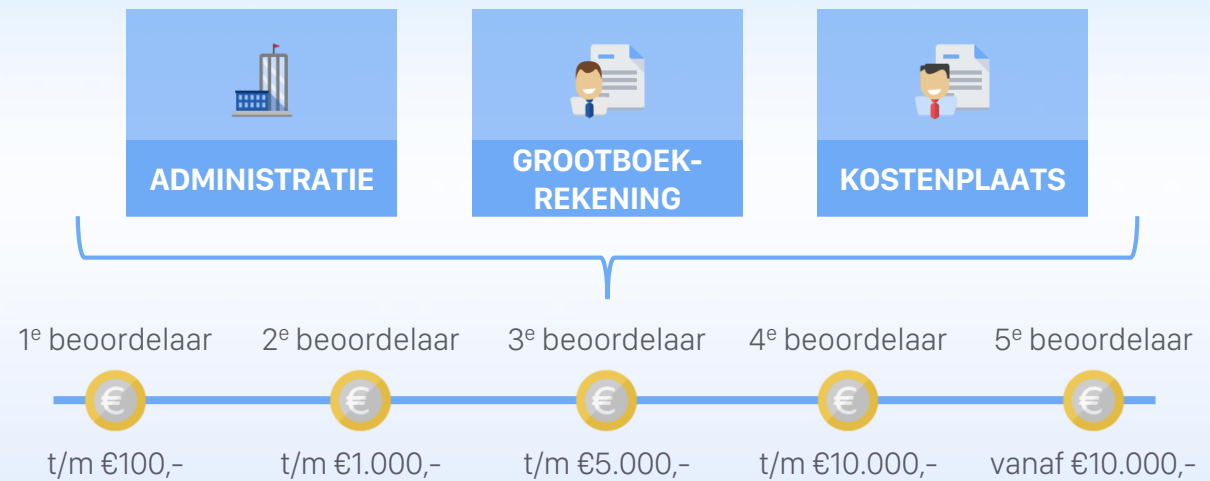 ADMINISTRATIE
GROOTBOEK-
REKENING
KOSTENPLAATS
1e beoordelaar
2e beoordelaar
3e beoordelaar
4e beoordelaar
5e beoordelaar
€
€
€
€
€
t/m €100,-
t/m €1.000,-
t/m €5.000,-
t/m €10.000,-
vanaf €10.000,-